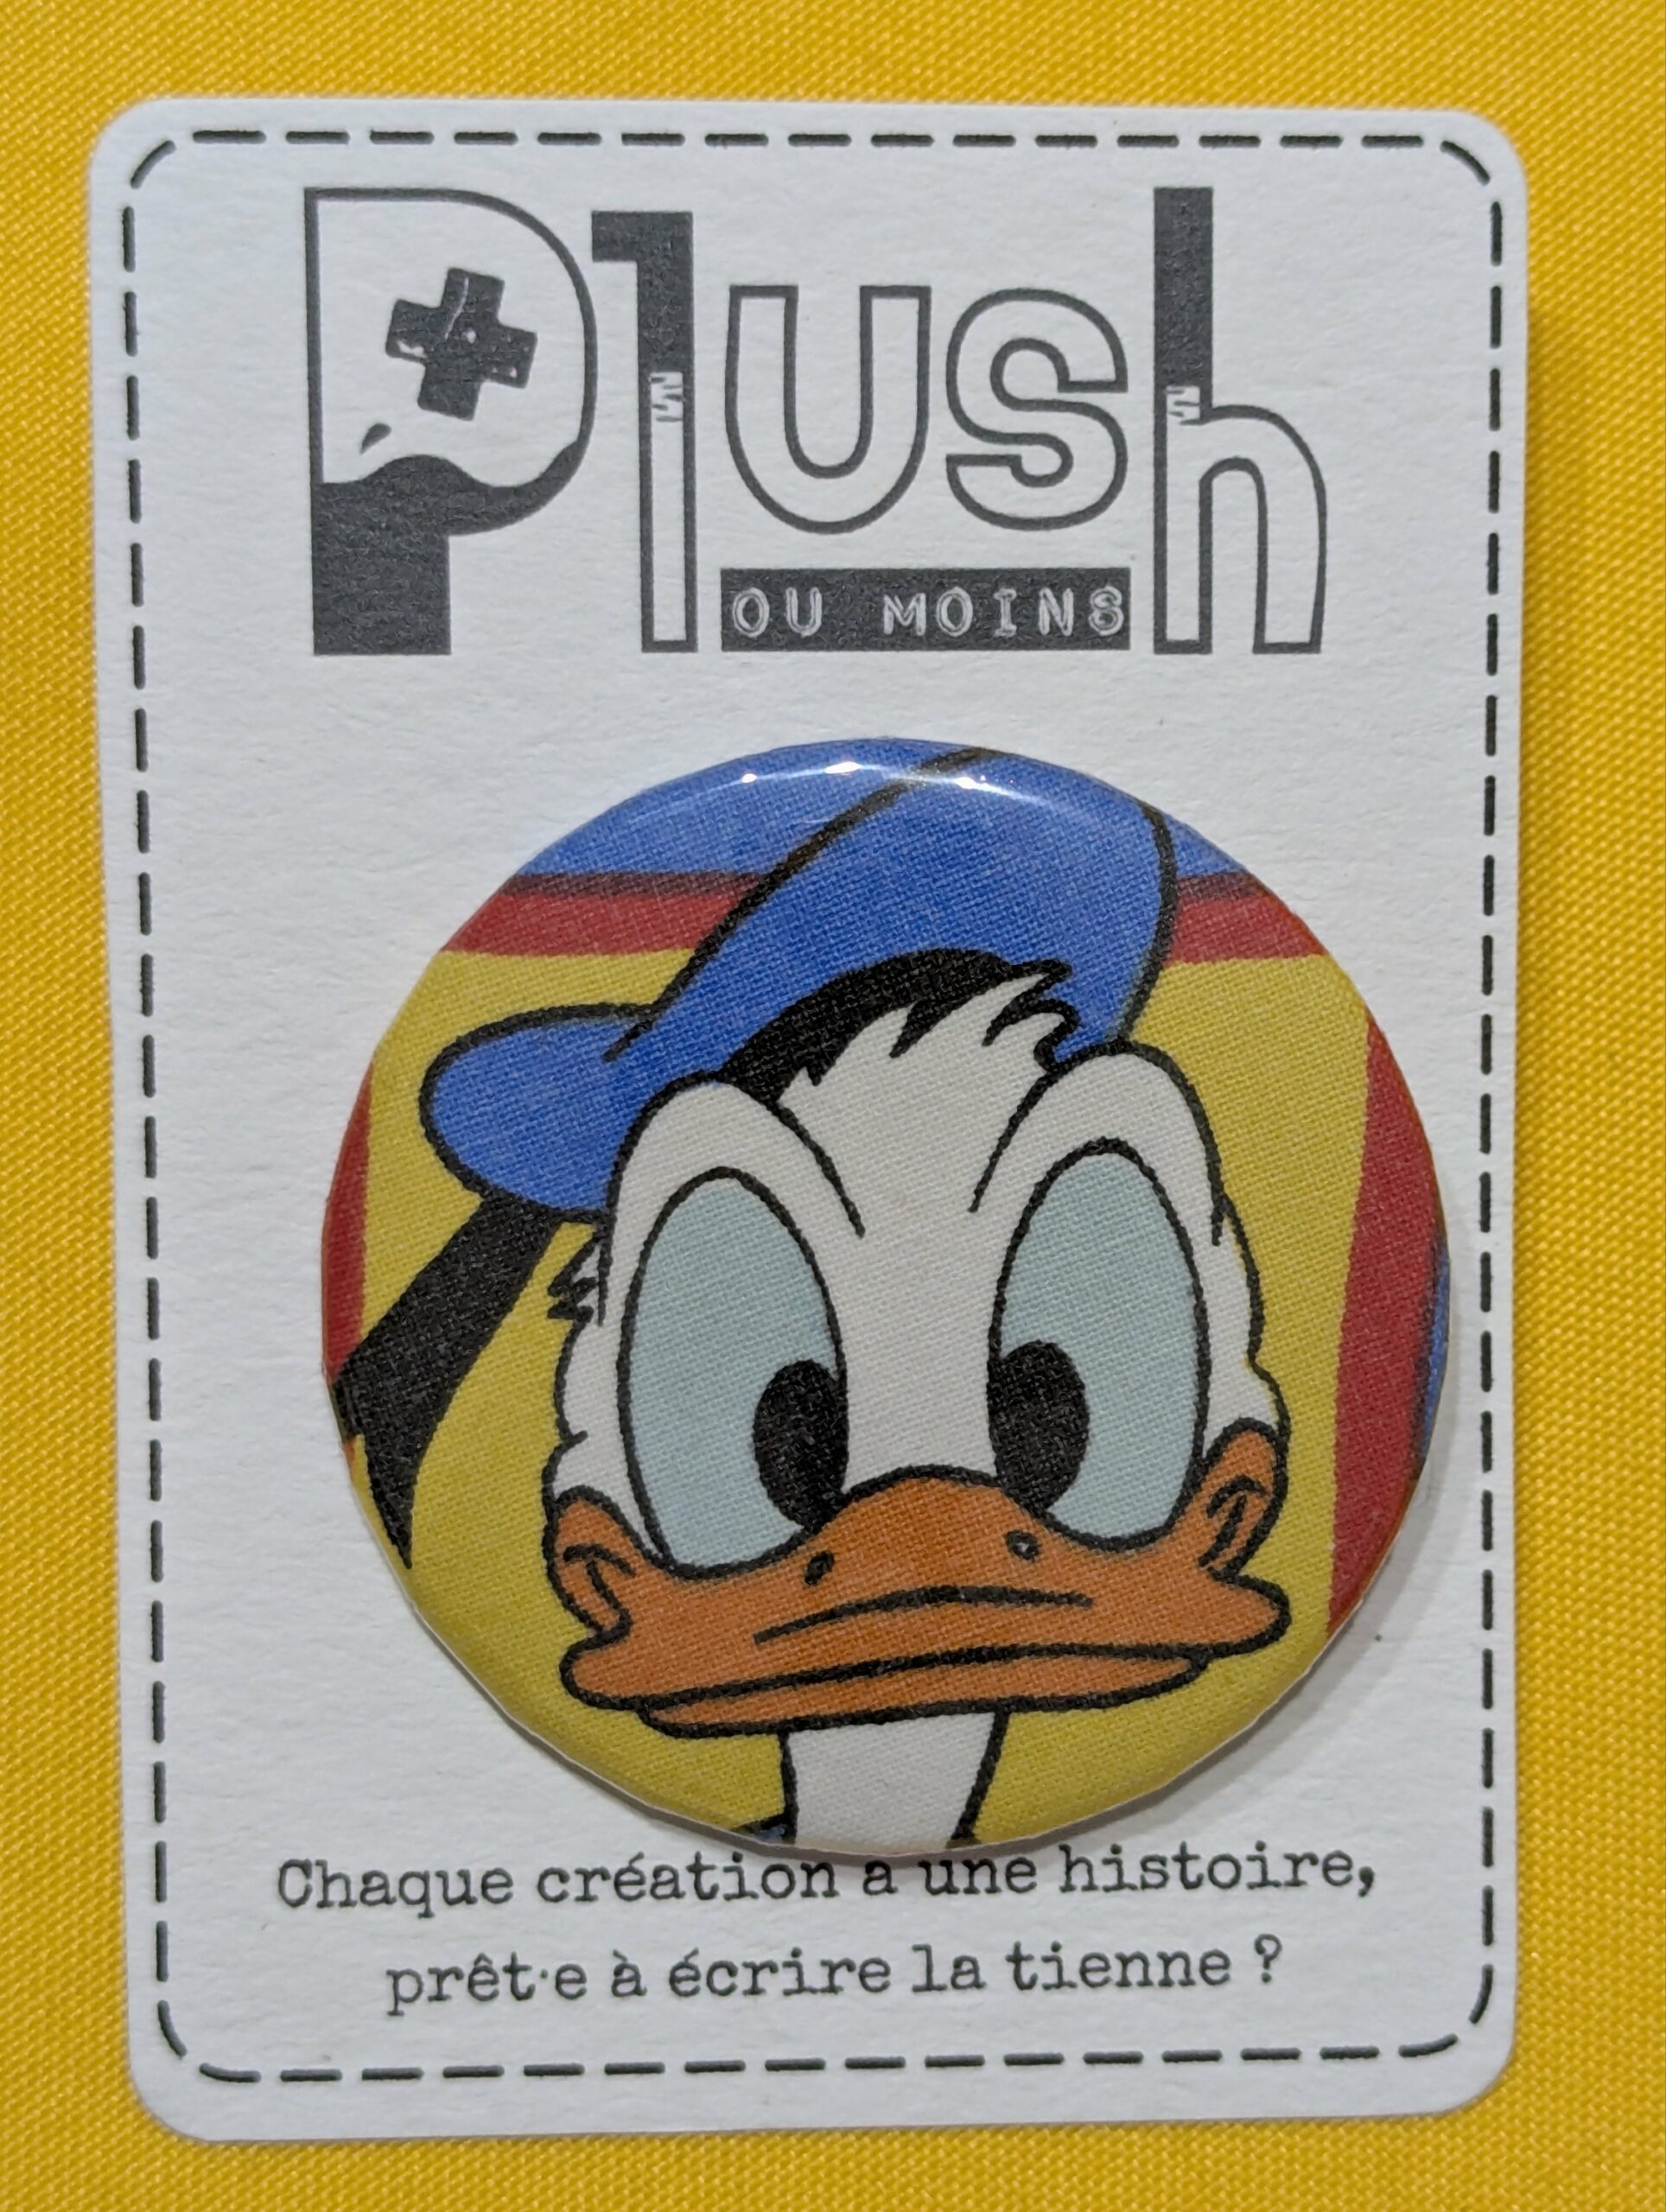 Plush
OU MOINS
Chaque création a une histoire,
prêt·e à écrire la tienne ?